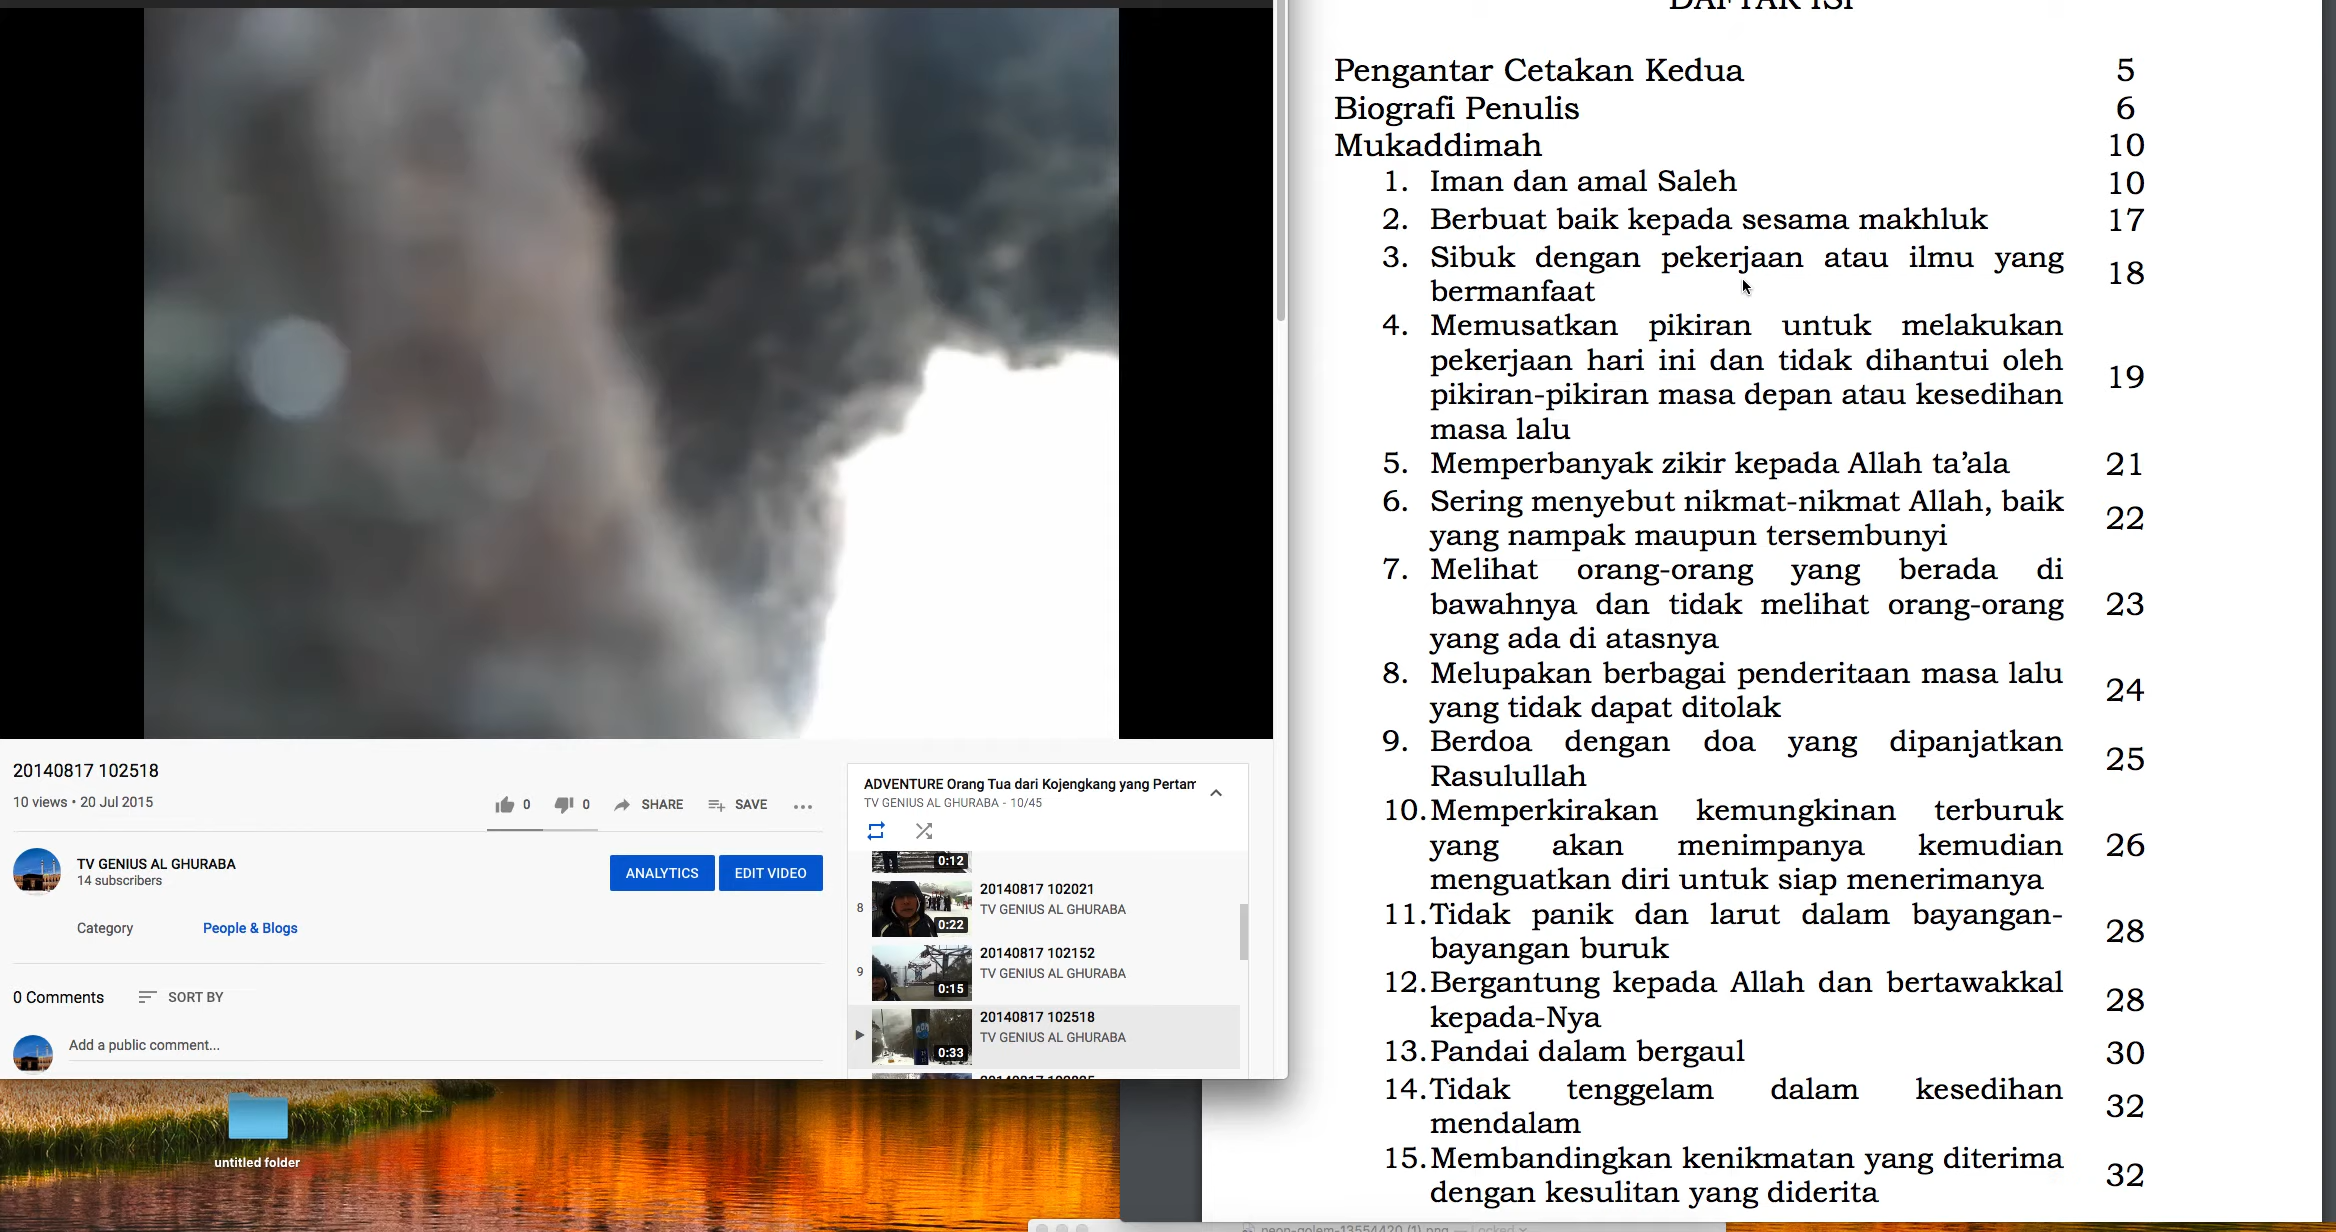 20140817 102518
10 views • 20 Jul 2015
0
0
SHARE
SAVE
TV GENIUS AL GHURABA
14 subscribers
ANALYTICS
EDIT VIDEO
Category
People & Blogs
0 Comments
SORT BY
Add a public comment...
ADVENTURE Orang Tua dari Kojengkang yang Pertam
TV GENIUS AL GHURABA - 10/45
0:12
8
0:22
20140817 102021
TV GENIUS AL GHURABA
9
0:15
20140817 102152
TV GENIUS AL GHURABA
0:33
20140817 102518
TV GENIUS AL GHURABA
untitled folder
DAFTAR ISI
Pengantar Cetakan Kedua 5
Biografi Penulis 6
Mukaddimah 10
1. Iman dan amal Saleh 10
2. Berbuat baik kepada sesama makhluk 17
3. Sibuk dengan pekerjaan atau ilmu yang
bermanfaat 18
4. Memusatkan pikiran untuk melakukan
pekerjaan hari ini dan tidak dihantui oleh
pikiran-pikiran masa depan atau kesedihan
masa lalu 19
5. Memperbanyak zikir kepada Allah ta’ala 21
6. Sering menyebut nikmat-nikmat Allah, baik
yang nampak maupun tersembunyi 22
7. Melihat orang-orang yang berada di
bawahnya dan tidak melihat orang-orang
yang ada di atasnya 23
8. Melupakan berbagai penderitaan masa lalu
yang tidak dapat ditolak 24
9. Berdoa dengan doa yang dipanjatkan
Rasulullah 25
10. Memperkirakan kemungkinan terburuk
yang akan menimpanya kemudian
menguatkan diri untuk siap menerimanya 26
11. Tidak panik dan larut dalam bayangan-
bayangan buruk 28
12. Bergantung kepada Allah dan bertawakkal
kepada-Nya 28
13. Pandai dalam bergaul 30
14. Tidak tenggelam dalam kesedihan
mendalam 32
15. Membandingkan kenikmatan yang diterima
dengan kesulitan yang diderita 32